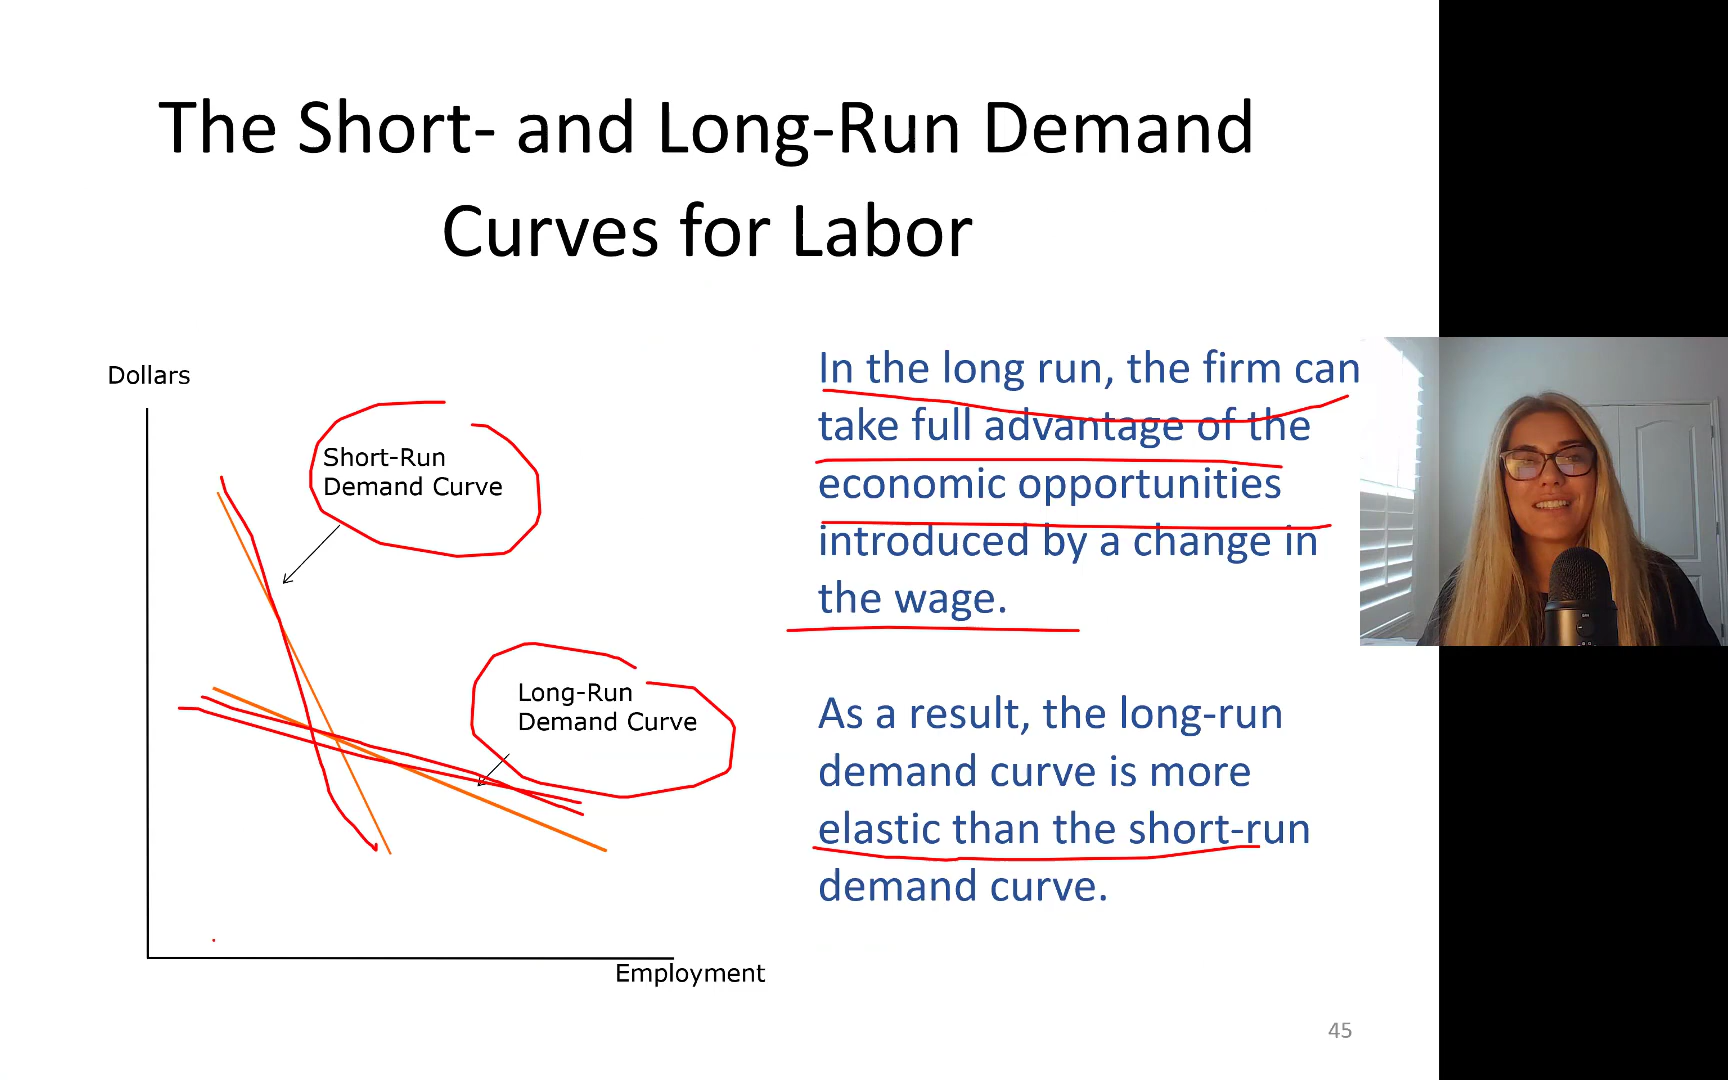 The Short- and Long-Run Demand
Curves for Labor
Dollars
Short-Run
Demand Curve
Long-Run
Demand Curve
Employment
In the long run, the firm can
take full advantage of the
economic opportunities
introduced by a change in
the wage.
As a result, the long-run
demand curve is more
elastic than the short-run
demand curve.
45